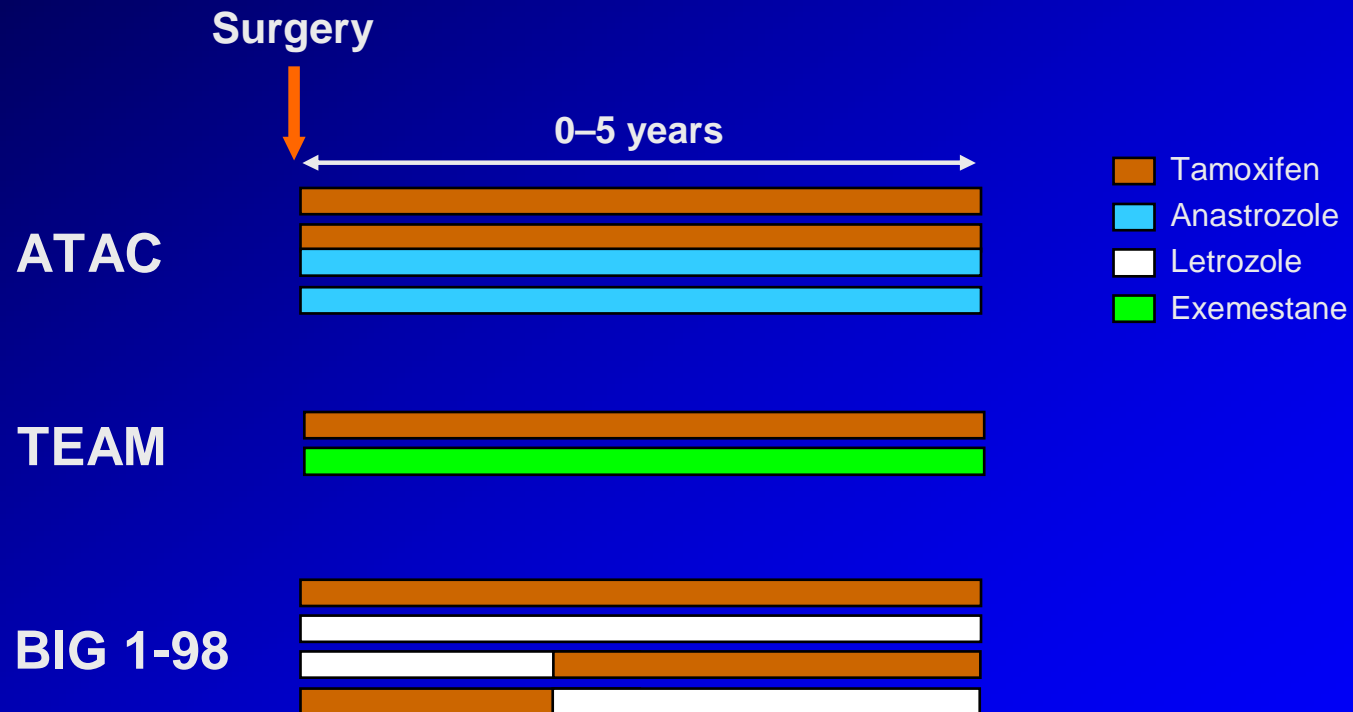 Surgery
0–5 years
Tamoxifen
Anastrozole
Letrozole
Exemestane
ATAC
TEAM
BIG 1-98